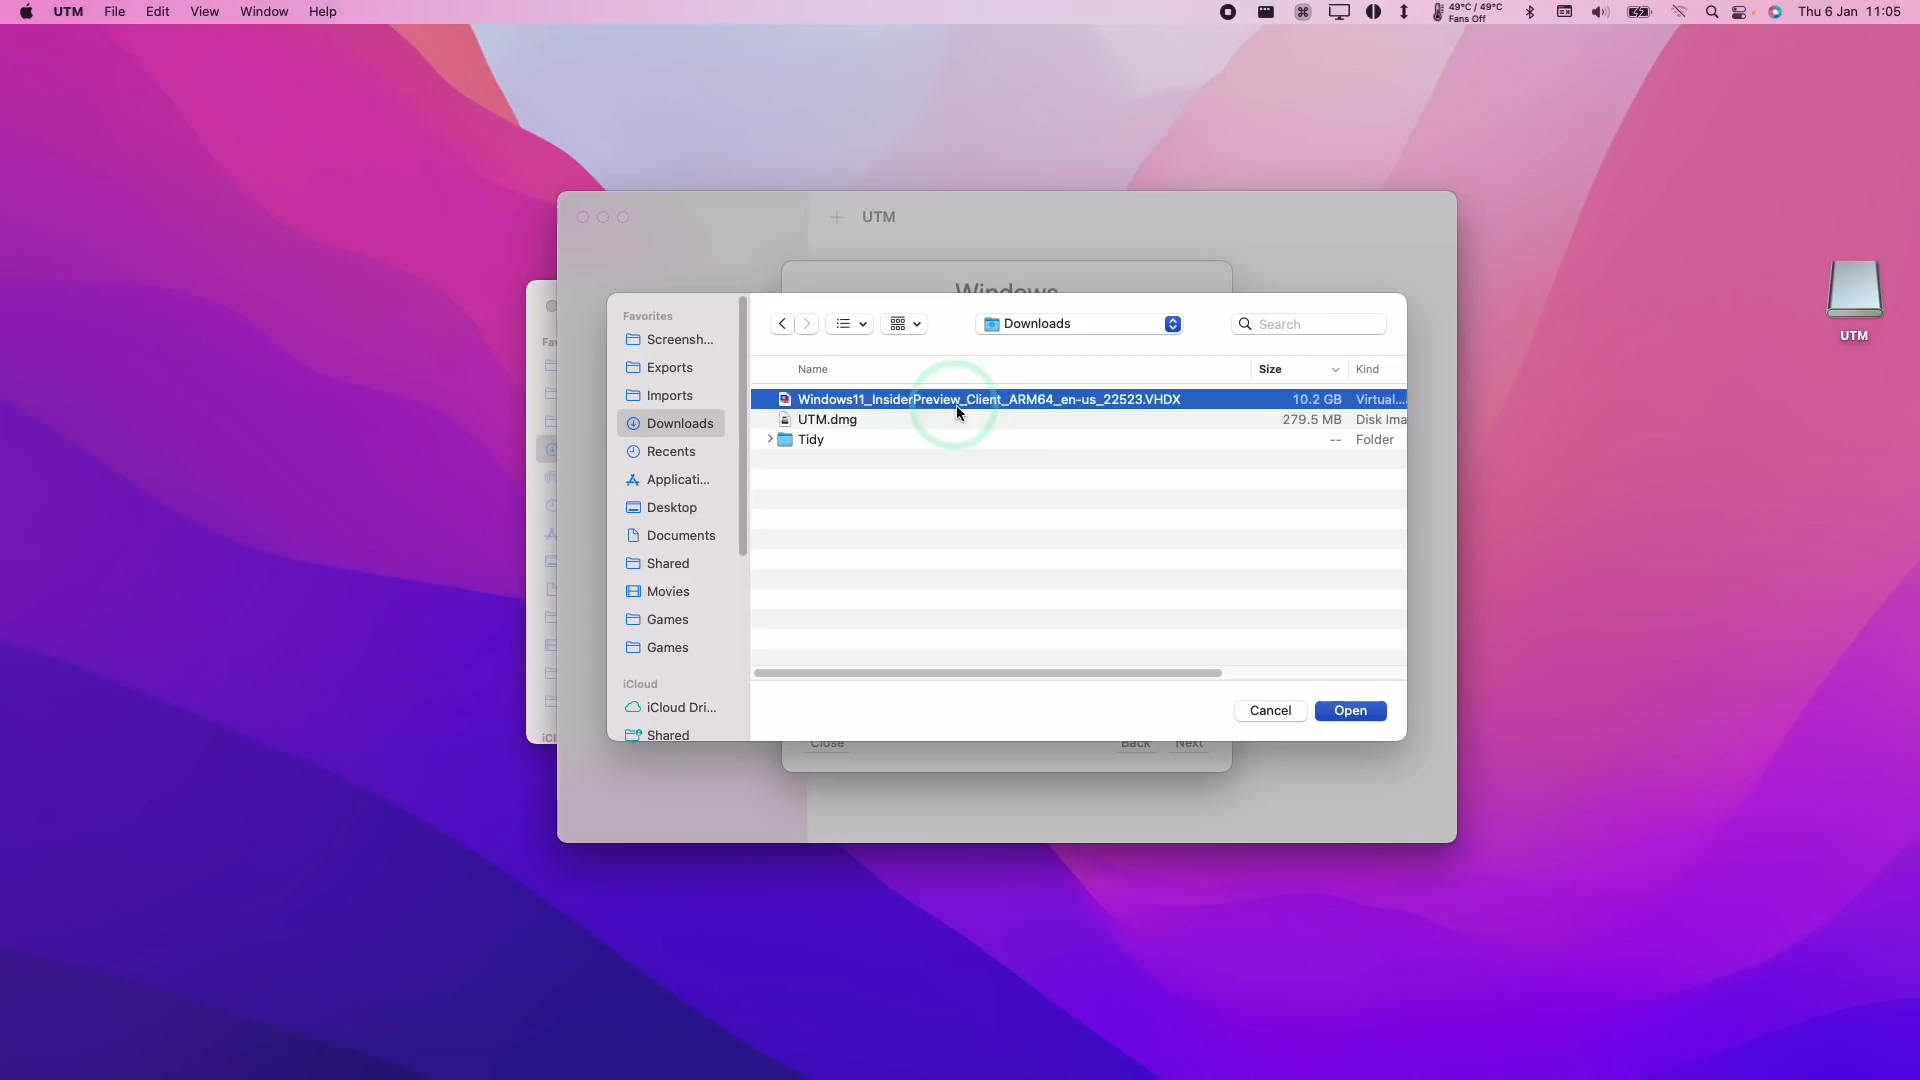 UTM File Edit View Window Help
49°C / 49°C
Fans Off
Thu 6 Jan 11:05
UTM
Windows
Favorites
Screensh...
Exports
Imports
Downloads
Recents
Applicati...
Desktop
Documents
Shared
Movies
Games
Games
iCloud
iCloud Dri...
Shared
Downloads
Search
Name Size Kind
Windows11_InsiderPreview_Client_ARM64_en-us_22523.VHDX 10.2 GB Virtual...
UTM.dmg 279.5 MB Disk Ima
Tidy -- Folder
Cancel Open
Close Back Next
Fav
iCl
UTM